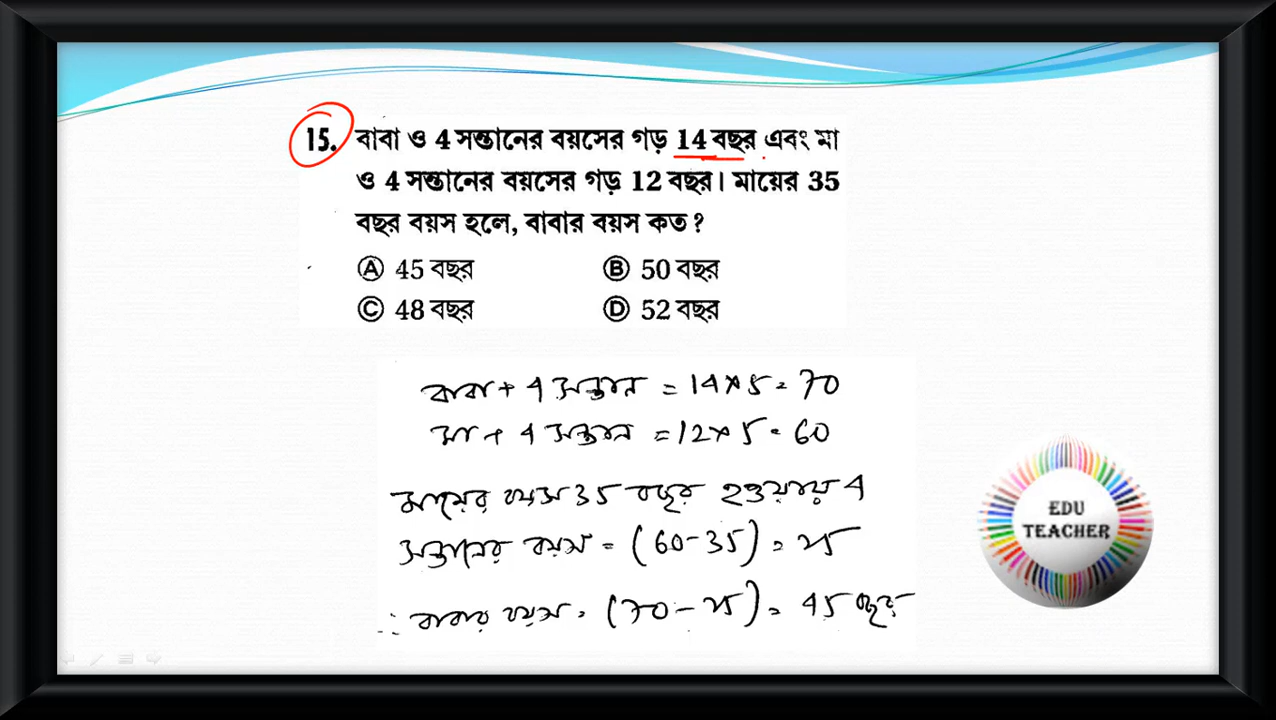 15. বাবা ও 4 সন্তানের বয়সের গড় 14 বছর এবং মা
ও 4 সন্তানের বয়সের গড় 12 বছর। মায়ের 35
বছর বয়স হলে, বাবার বয়স কত?
Ⓐ 45 বছর Ⓑ 50 বছর
Ⓒ 48 বছর Ⓓ 52 বছর
বাবা + 4 সন্তান = 14×5 = 70
মা + 4 সন্তান = 12×5 = 60
মায়ের বয়স 35 বছর হওয়ায় 4
সন্তানের বয়স = (60-35) = 25
∴ বাবার বয়স = (70-25) = 45 বছর
EDU
TEACHER